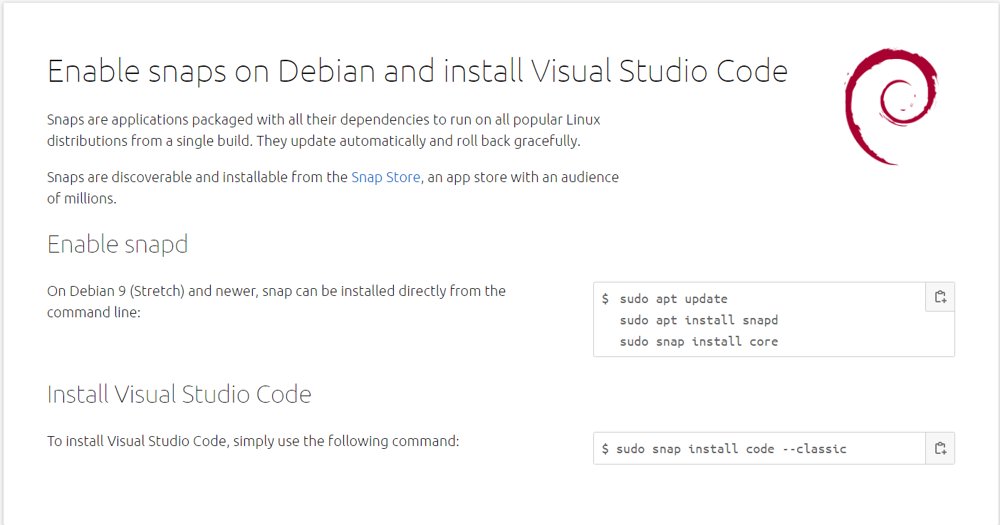 Enable snaps on Debian and install Visual Studio Code
Snaps are applications packaged with all their dependencies to run on all popular Linux
distributions from a single build. They update automatically and roll back gracefully.
Snaps are discoverable and installable from the Snap Store, an app store with an audience
of millions.
Enable snapd
On Debian 9 (Stretch) and newer, snap can be installed directly from the
command line:
$ sudo apt update
sudo apt install snapd
sudo snap install core
Install Visual Studio Code
To install Visual Studio Code, simply use the following command:
$ sudo snap install code --classic